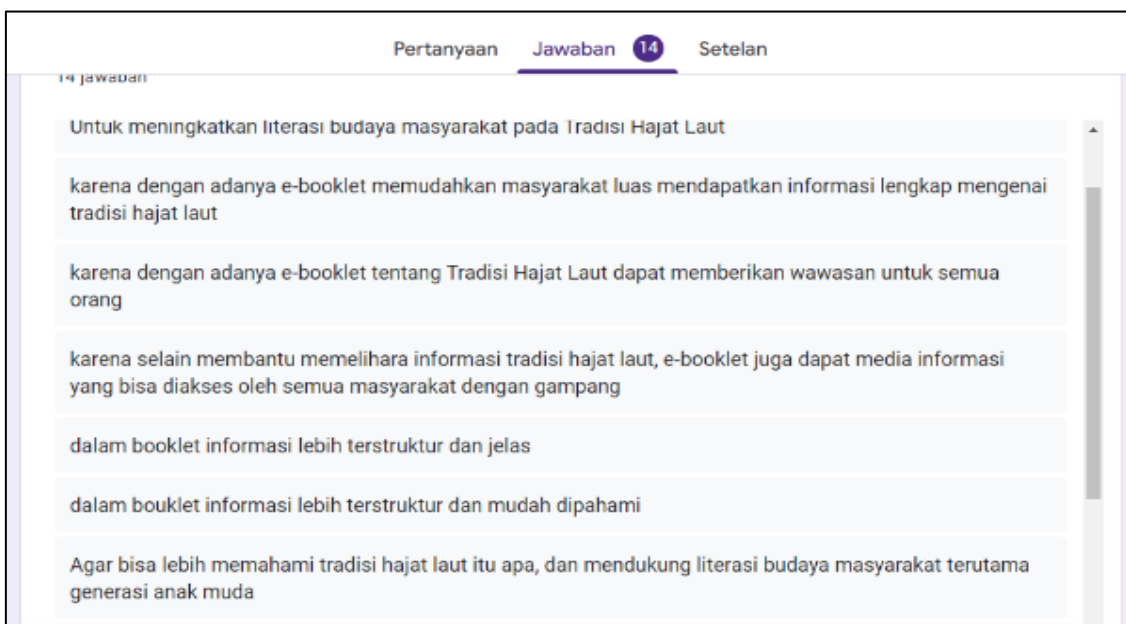 Pertanyaan Jawaban 14 Setelan
14 jawaban
Untuk meningkatkan literasi budaya masyarakat pada Tradisi Hajat Laut
karena dengan adanya e-booklet memudahkan masyarakat luas mendapatkan informasi lengkap mengenai
tradisi hajat laut
karena dengan adanya e-booklet tentang Tradisi Hajat Laut dapat memberikan wawasan untuk semua
orang
karena selain membantu memelihara informasi tradisi hajat laut, e-booklet juga dapat media informasi
yang bisa diakses oleh semua masyarakat dengan gampang
dalam booklet informasi lebih terstruktur dan jelas
dalam bouklet informasi lebih terstruktur dan mudah dipahami
Agar bisa lebih memahami tradisi hajat laut itu apa, dan mendukung literasi budaya masyarakat terutama
generasi anak muda